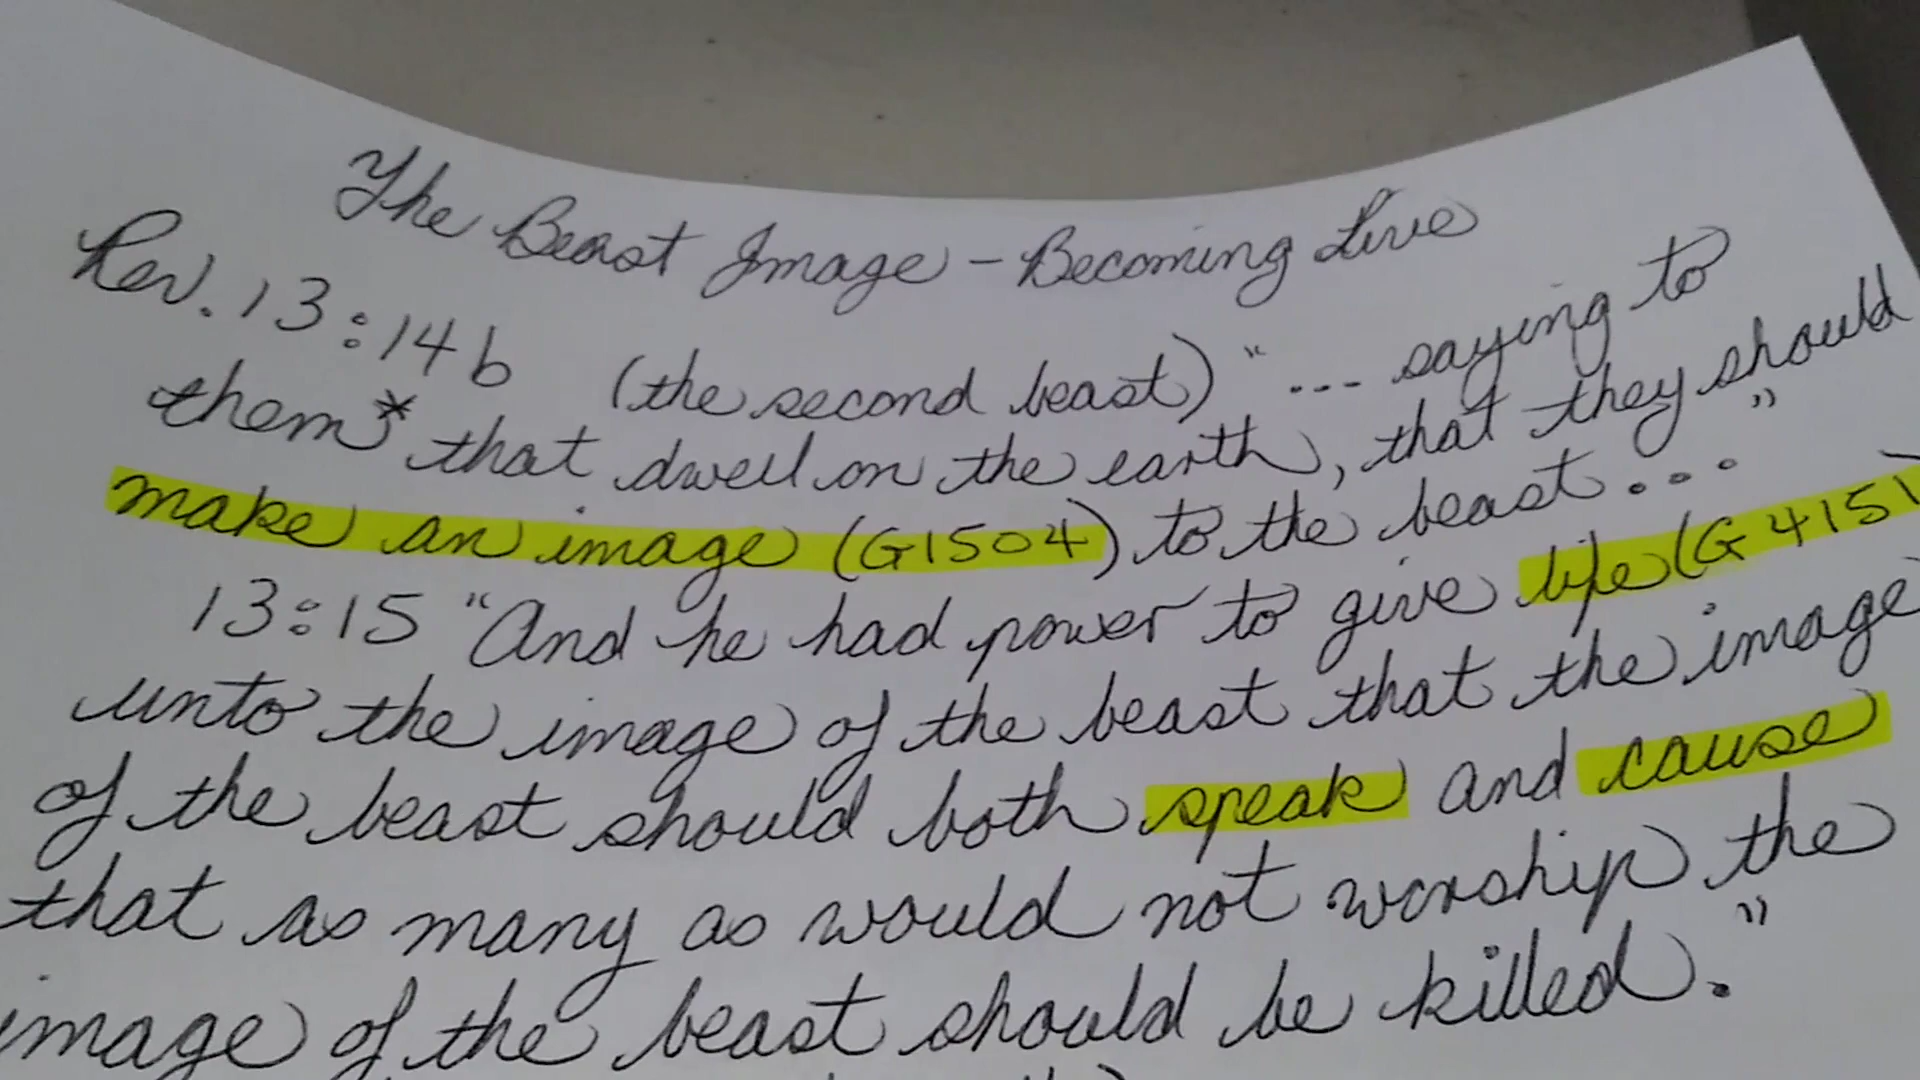 The Beast Image - Becoming Live
Rev. 13:14b (the second beast) "... saying to
them* that dwell on the earth, that they should
make an image (G1504) to the beast..."
13:15 "And he had power to give life (G4151)
unto the image of the beast that the image
of the beast should both speak and cause
that as many as would not worship the
image of the beast should be killed."